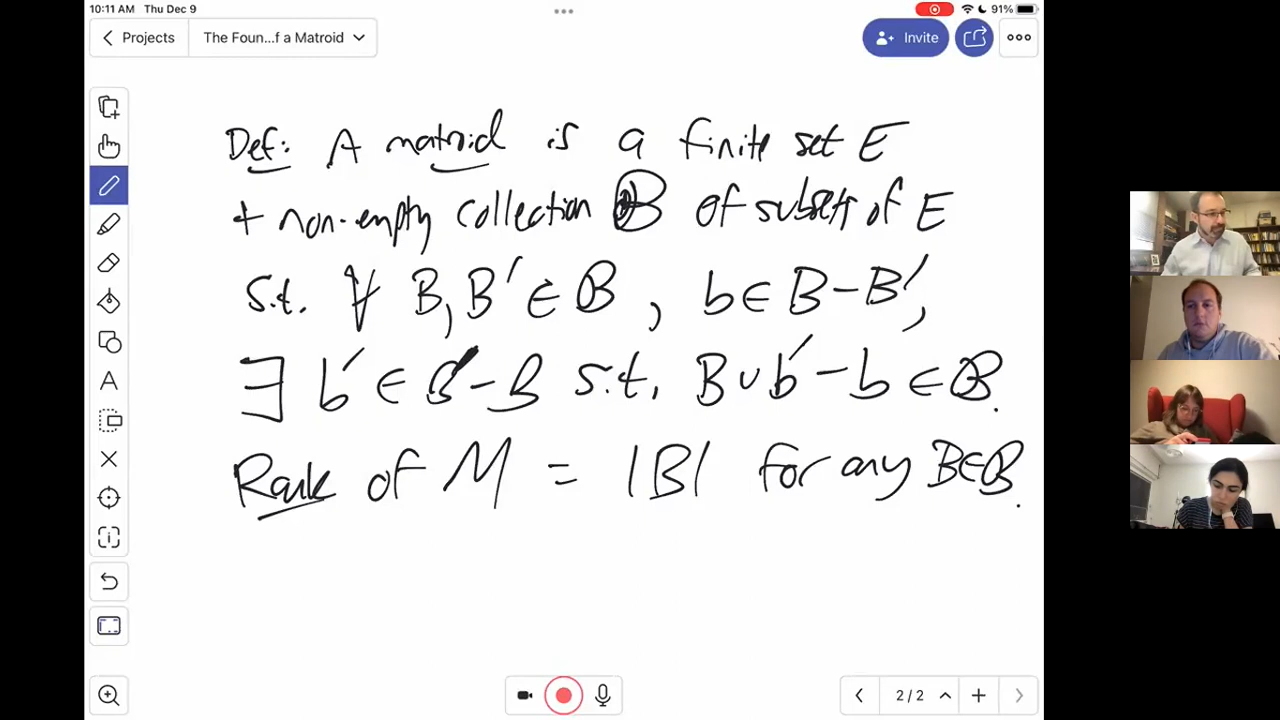 10:11 AM Thu Dec 9
91%
Projects
The Foun...f a Matroid
Invite
Def: A matroid is a finite set E
+ non-empty collection B of subsets of E
s.t. ∀ B, B' ∈ B, b ∈ B - B',
∃ b' ∈ B' - B s.t. B ∪ b' - b ∈ B.
Rank of M = |B| for any B ∈ B.
A
2 / 2